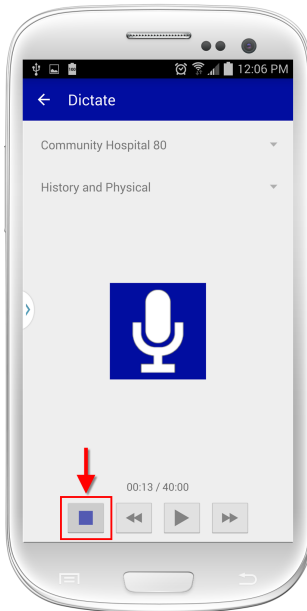 12:06 PM
Dictate
Community Hospital 80
History and Physical
00:13 / 40:00